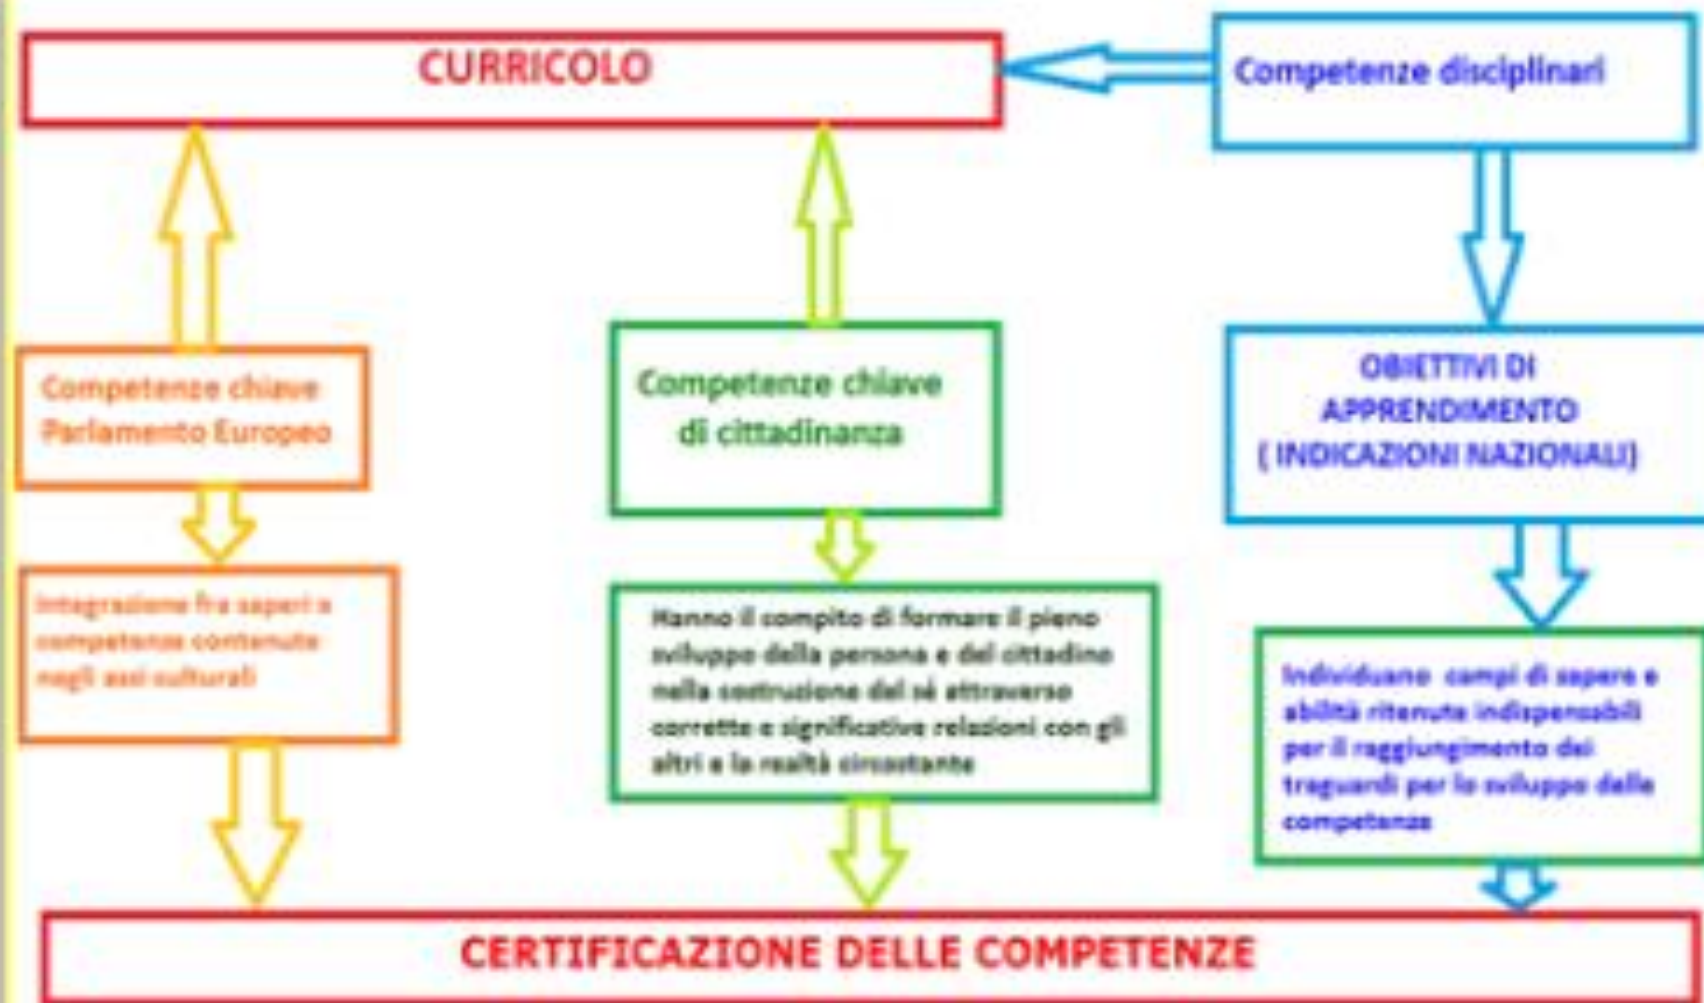 CURRICOLO
Competenze disciplinari
Competenze chiave
Parlamento Europeo
Competenze chiave
di cittadinanza
OBIETTIVI DI
APPRENDIMENTO
( INDICAZIONI NAZIONALI)
Integrazione fra saperi e
competenze contenute
negli assi culturali
Hanno il compito di formare il pieno
sviluppo della persona e del cittadino
nella costruzione del sé attraverso
corrette e significative relazioni con gli
altri e la realtà circostante
Individuano campi di sapere e
abilità ritenute indispensabili
per il raggiungimento dei
traguardi per lo sviluppo delle
competenze
CERTIFICAZIONE DELLE COMPETENZE